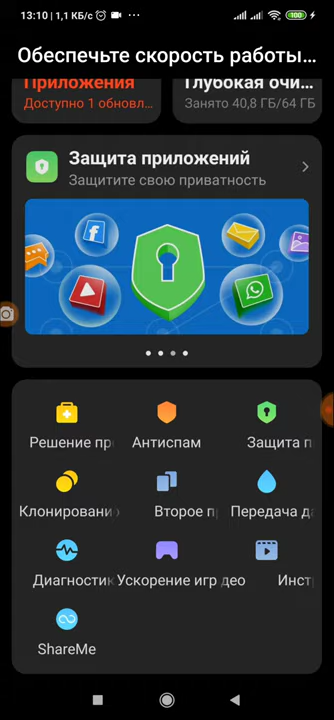 13:10 | 1,1 КБ/с ... 100
Обеспечьте скорость работы...
Приложения
Глубокая очи...
Доступно 1 обновл...
Занято 40,8 ГБ/64 ГБ
Защита приложений
Защитите свою приватность
Решение пр
Антиспам
Защита п
Клонировани
Второе п
Передача да
Диагностик
Ускорение игр
део
Инст
ShareMe